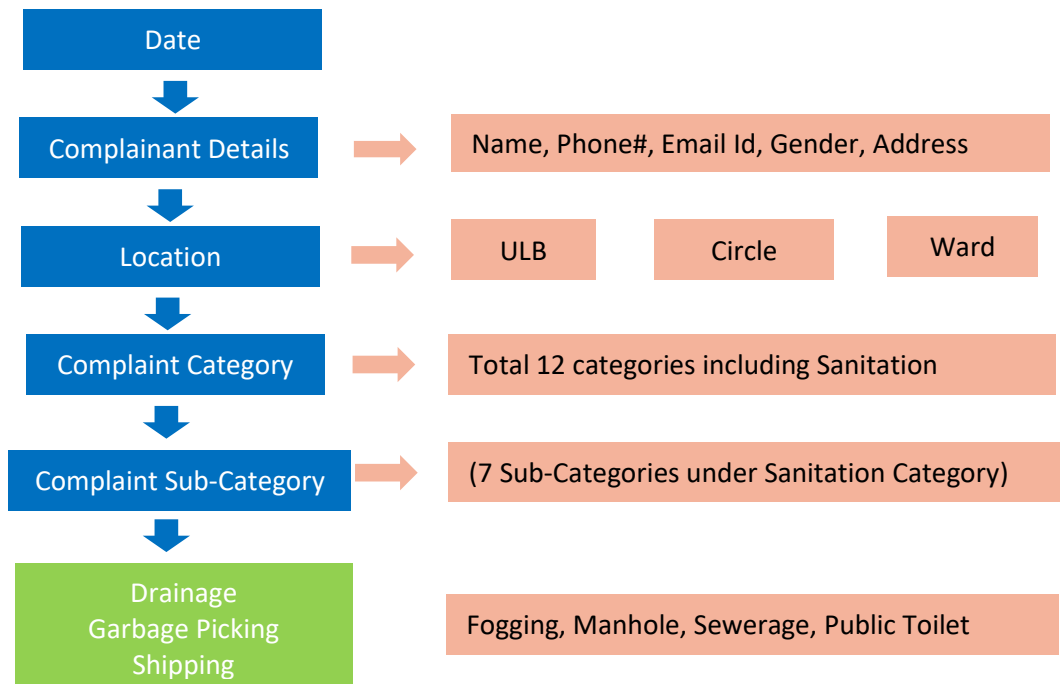 Date
Complainant Details
Name, Phone#, Email Id, Gender, Address
Location
ULB
Circle
Ward
Complaint Category
Total 12 categories including Sanitation
Complaint Sub-Category
(7 Sub-Categories under Sanitation Category)
Drainage
Garbage Picking
Shipping
Fogging, Manhole, Sewerage, Public Toilet